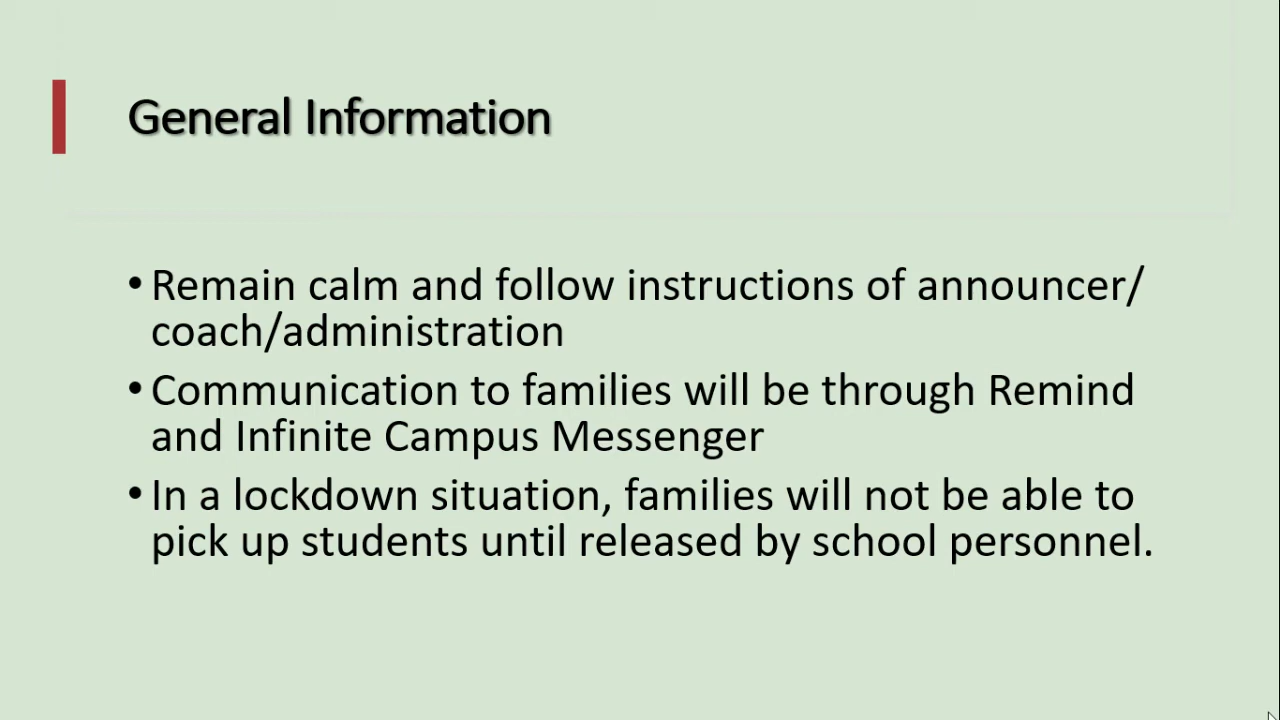 General Information
• Remain calm and follow instructions of announcer/
coach/administration
• Communication to families will be through Remind
and Infinite Campus Messenger
• In a lockdown situation, families will not be able to
pick up students until released by school personnel.